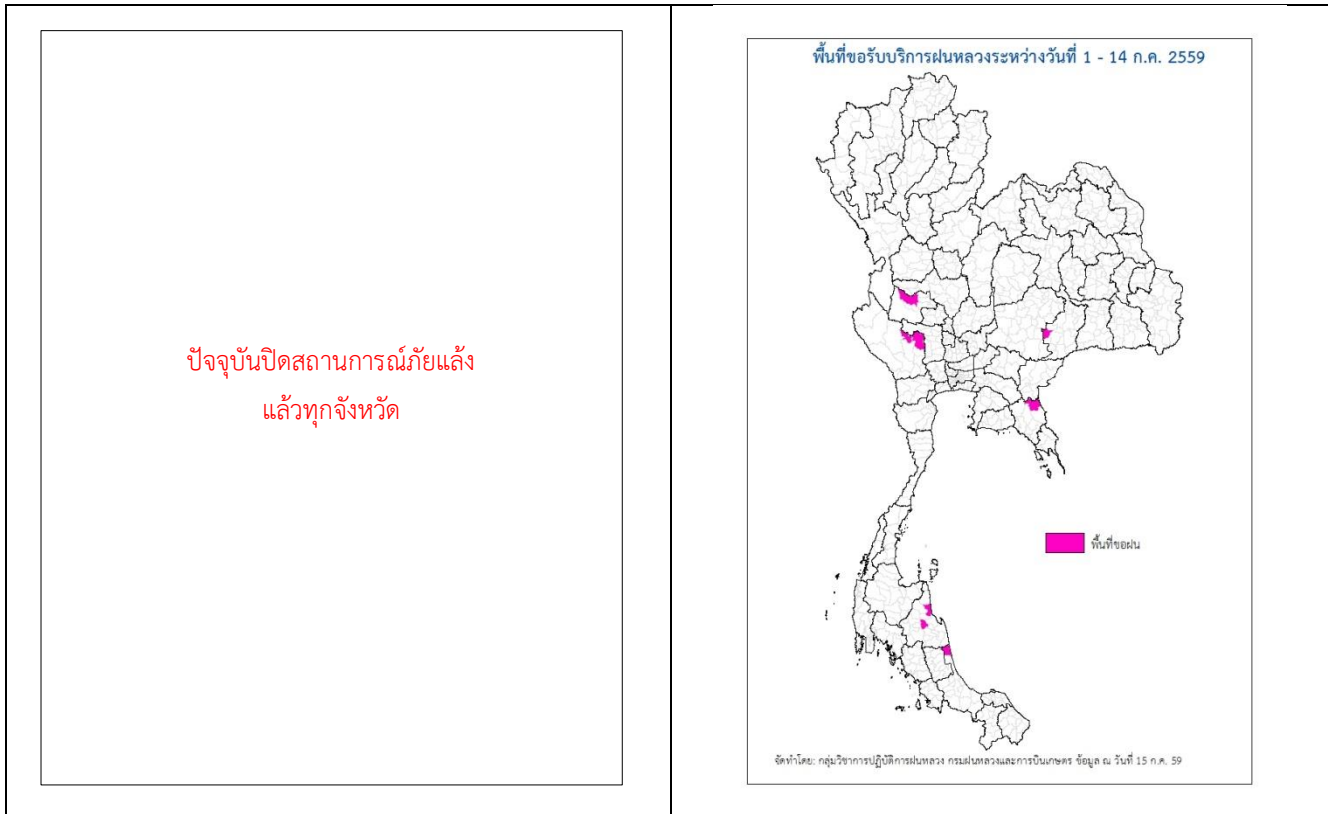 ปัจจุบันปิดสถานการณ์ภัยแล้ง
แล้วทุกจังหวัด
พื้นที่ขอรับบริการฝนหลวงระหว่างวันที่ 1 - 14 ก.ค. 2559
พื้นที่ขอฝน
จัดทำโดย: กลุ่มวิชาการปฏิบัติการฝนหลวง กรมฝนหลวงและการบินเกษตร ข้อมูล ณ วันที่ 15 ก.ค. 59